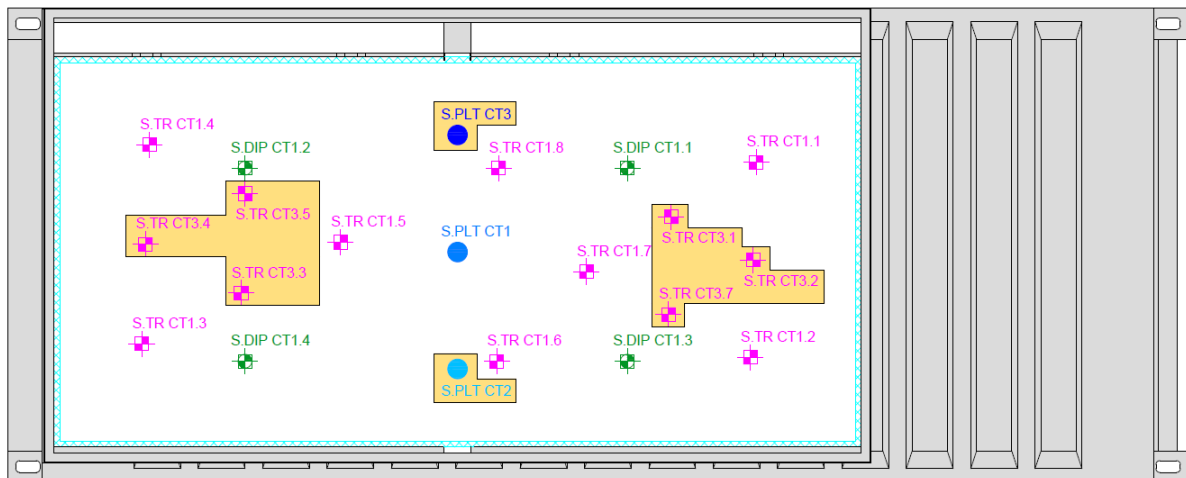 S.PLT CT3
S.TR CT1.4
S.TR CT1.1
S.DIP CT1.2
S.TR CT1.8
S.DIP CT1.1
S.TR CT3.5
S.TR CT3.4
S.TR CT1.5
S.PLT CT1
S.TR CT3.1
S.TR CT1.7
S.TR CT3.3
S.TR CT3.2
S.TR CT3.7
S.TR CT1.3
S.DIP CT1.4
S.TR CT1.6
S.DIP CT1.3
S.TR CT1.2
S.PLT CT2